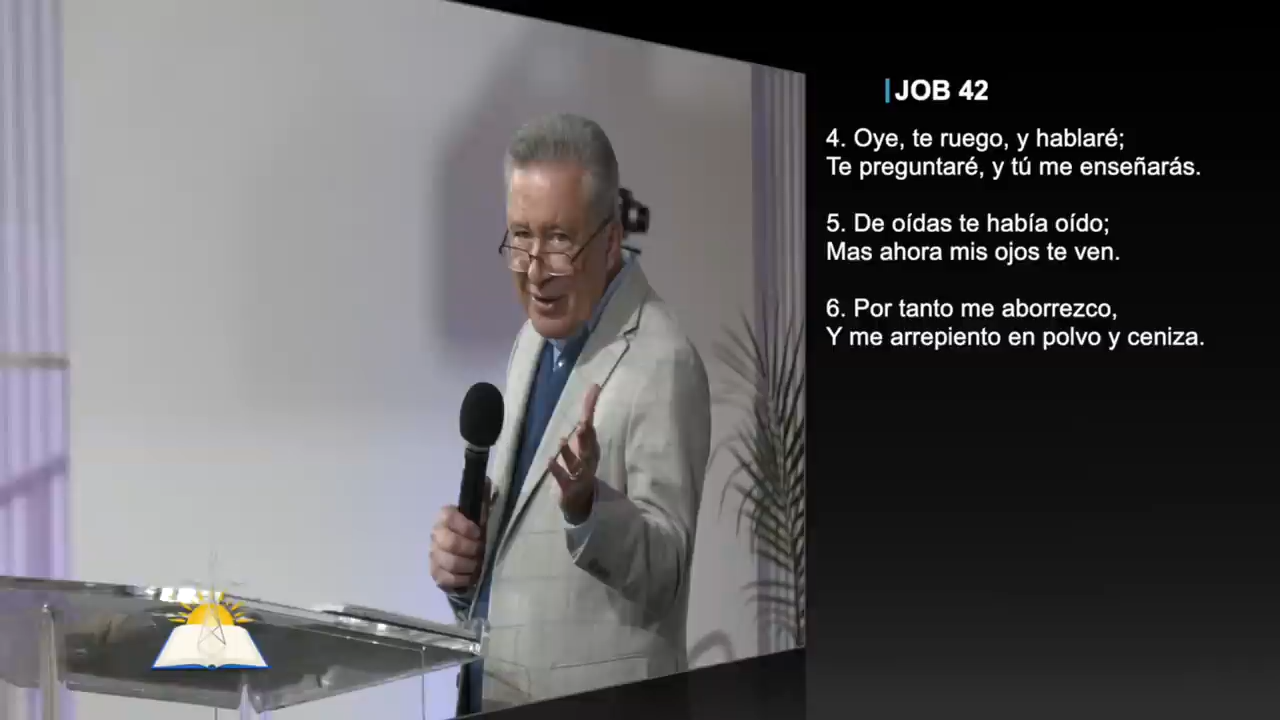 JOB 42
4. Oye, te ruego, y hablaré;
Te preguntaré, y tú me enseñarás.
5. De oídas te había oído;
Mas ahora mis ojos te ven.
6. Por tanto me aborrezco,
Y me arrepiento en polvo y ceniza.